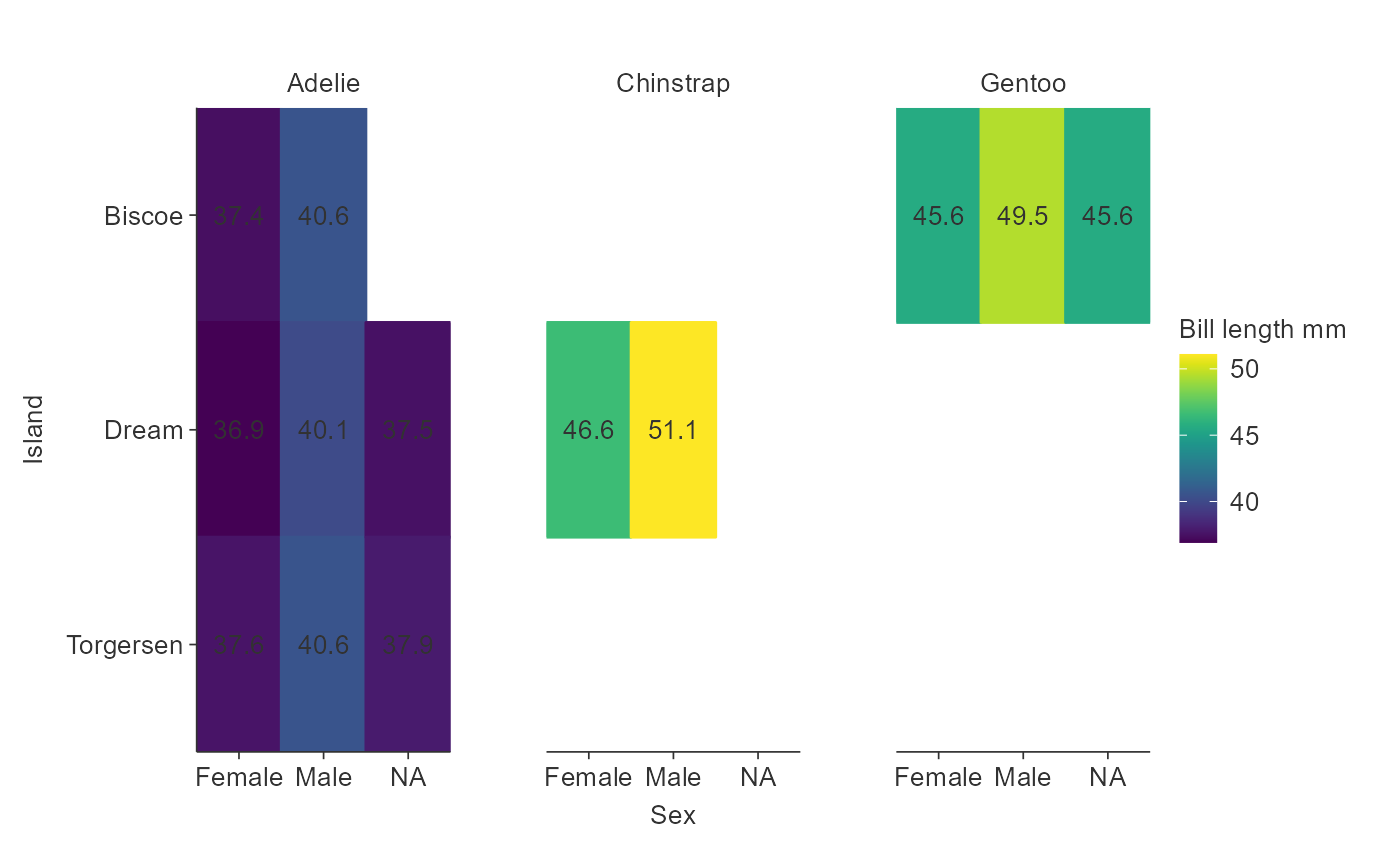 Adelie Chinstrap Gentoo
Biscoe 37.4 40.6 45.6 49.5 45.6
Bill length mm
50
45
40
Island
Dream 36.9 40.1 37.5 46.6 51.1
Torgersen 37.6 40.6 37.9
Female Male NA Female Male NA Female Male NA
Sex